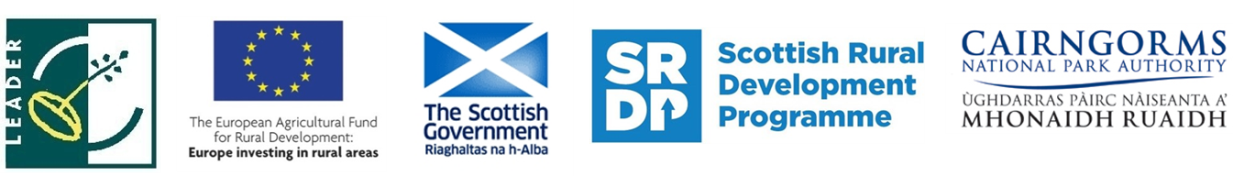 LEADER
The European Agricultural Fund
for Rural Development:
Europe investing in rural areas
The Scottish
Government
Riaghaltas na h-Alba
SR
DP
Scottish Rural
Development
Programme
CAIRNGORMS
NATIONAL PARK AUTHORITY
ÙGHDARRAS PÀIRC NÀISEANTA A’
MHONAIDH RUAIDH